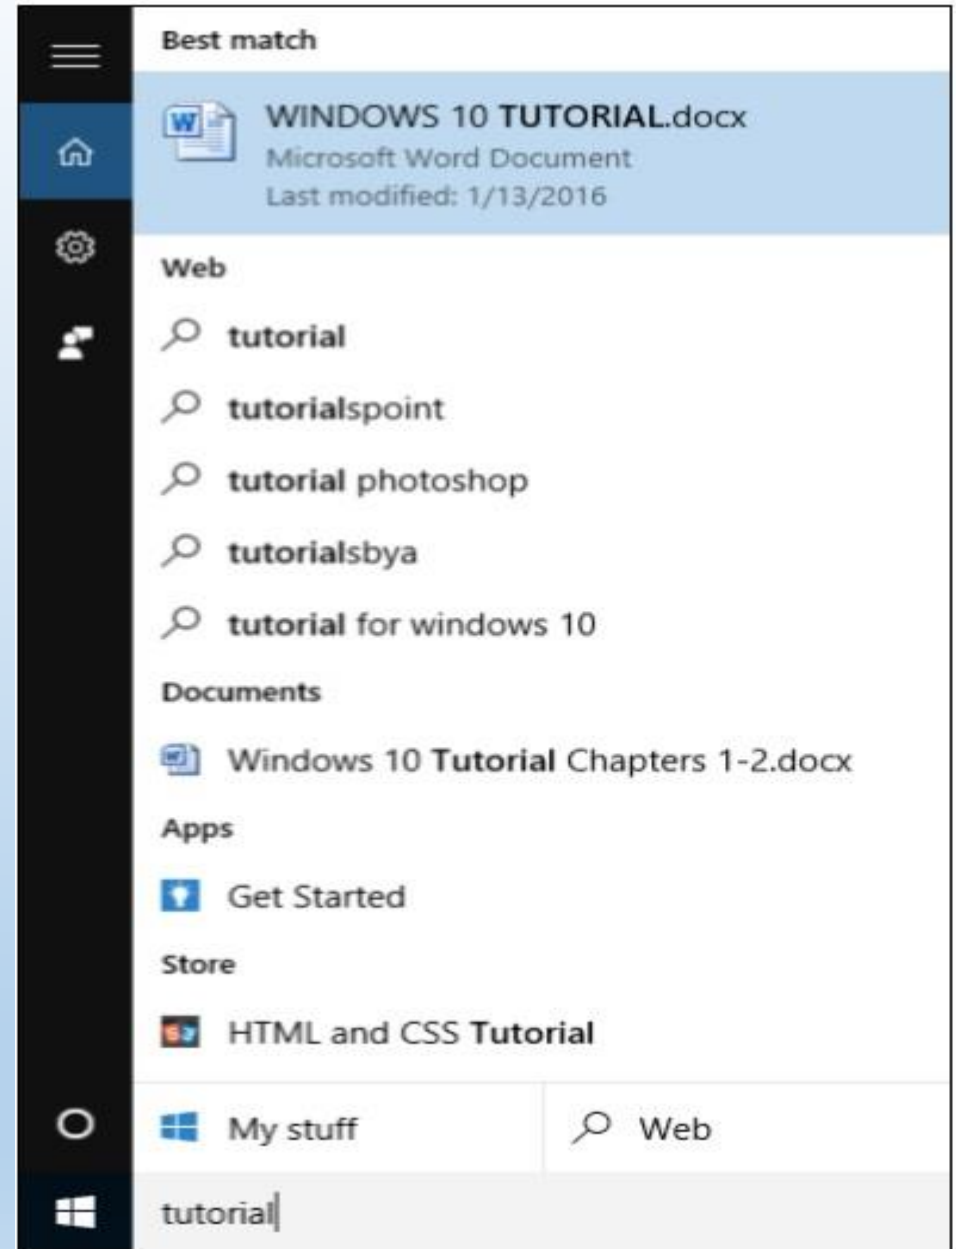 Best match
WINDOWS 10 TUTORIAL.docx
Microsoft Word Document
Last modified: 1/13/2016
Web
tutorial
tutorialspoint
tutorial photoshop
tutorialsbya
tutorial for windows 10
Documents
Windows 10 Tutorial Chapters 1-2.docx
Apps
Get Started
Store
HTML and CSS Tutorial
My stuff
Web
tutorial